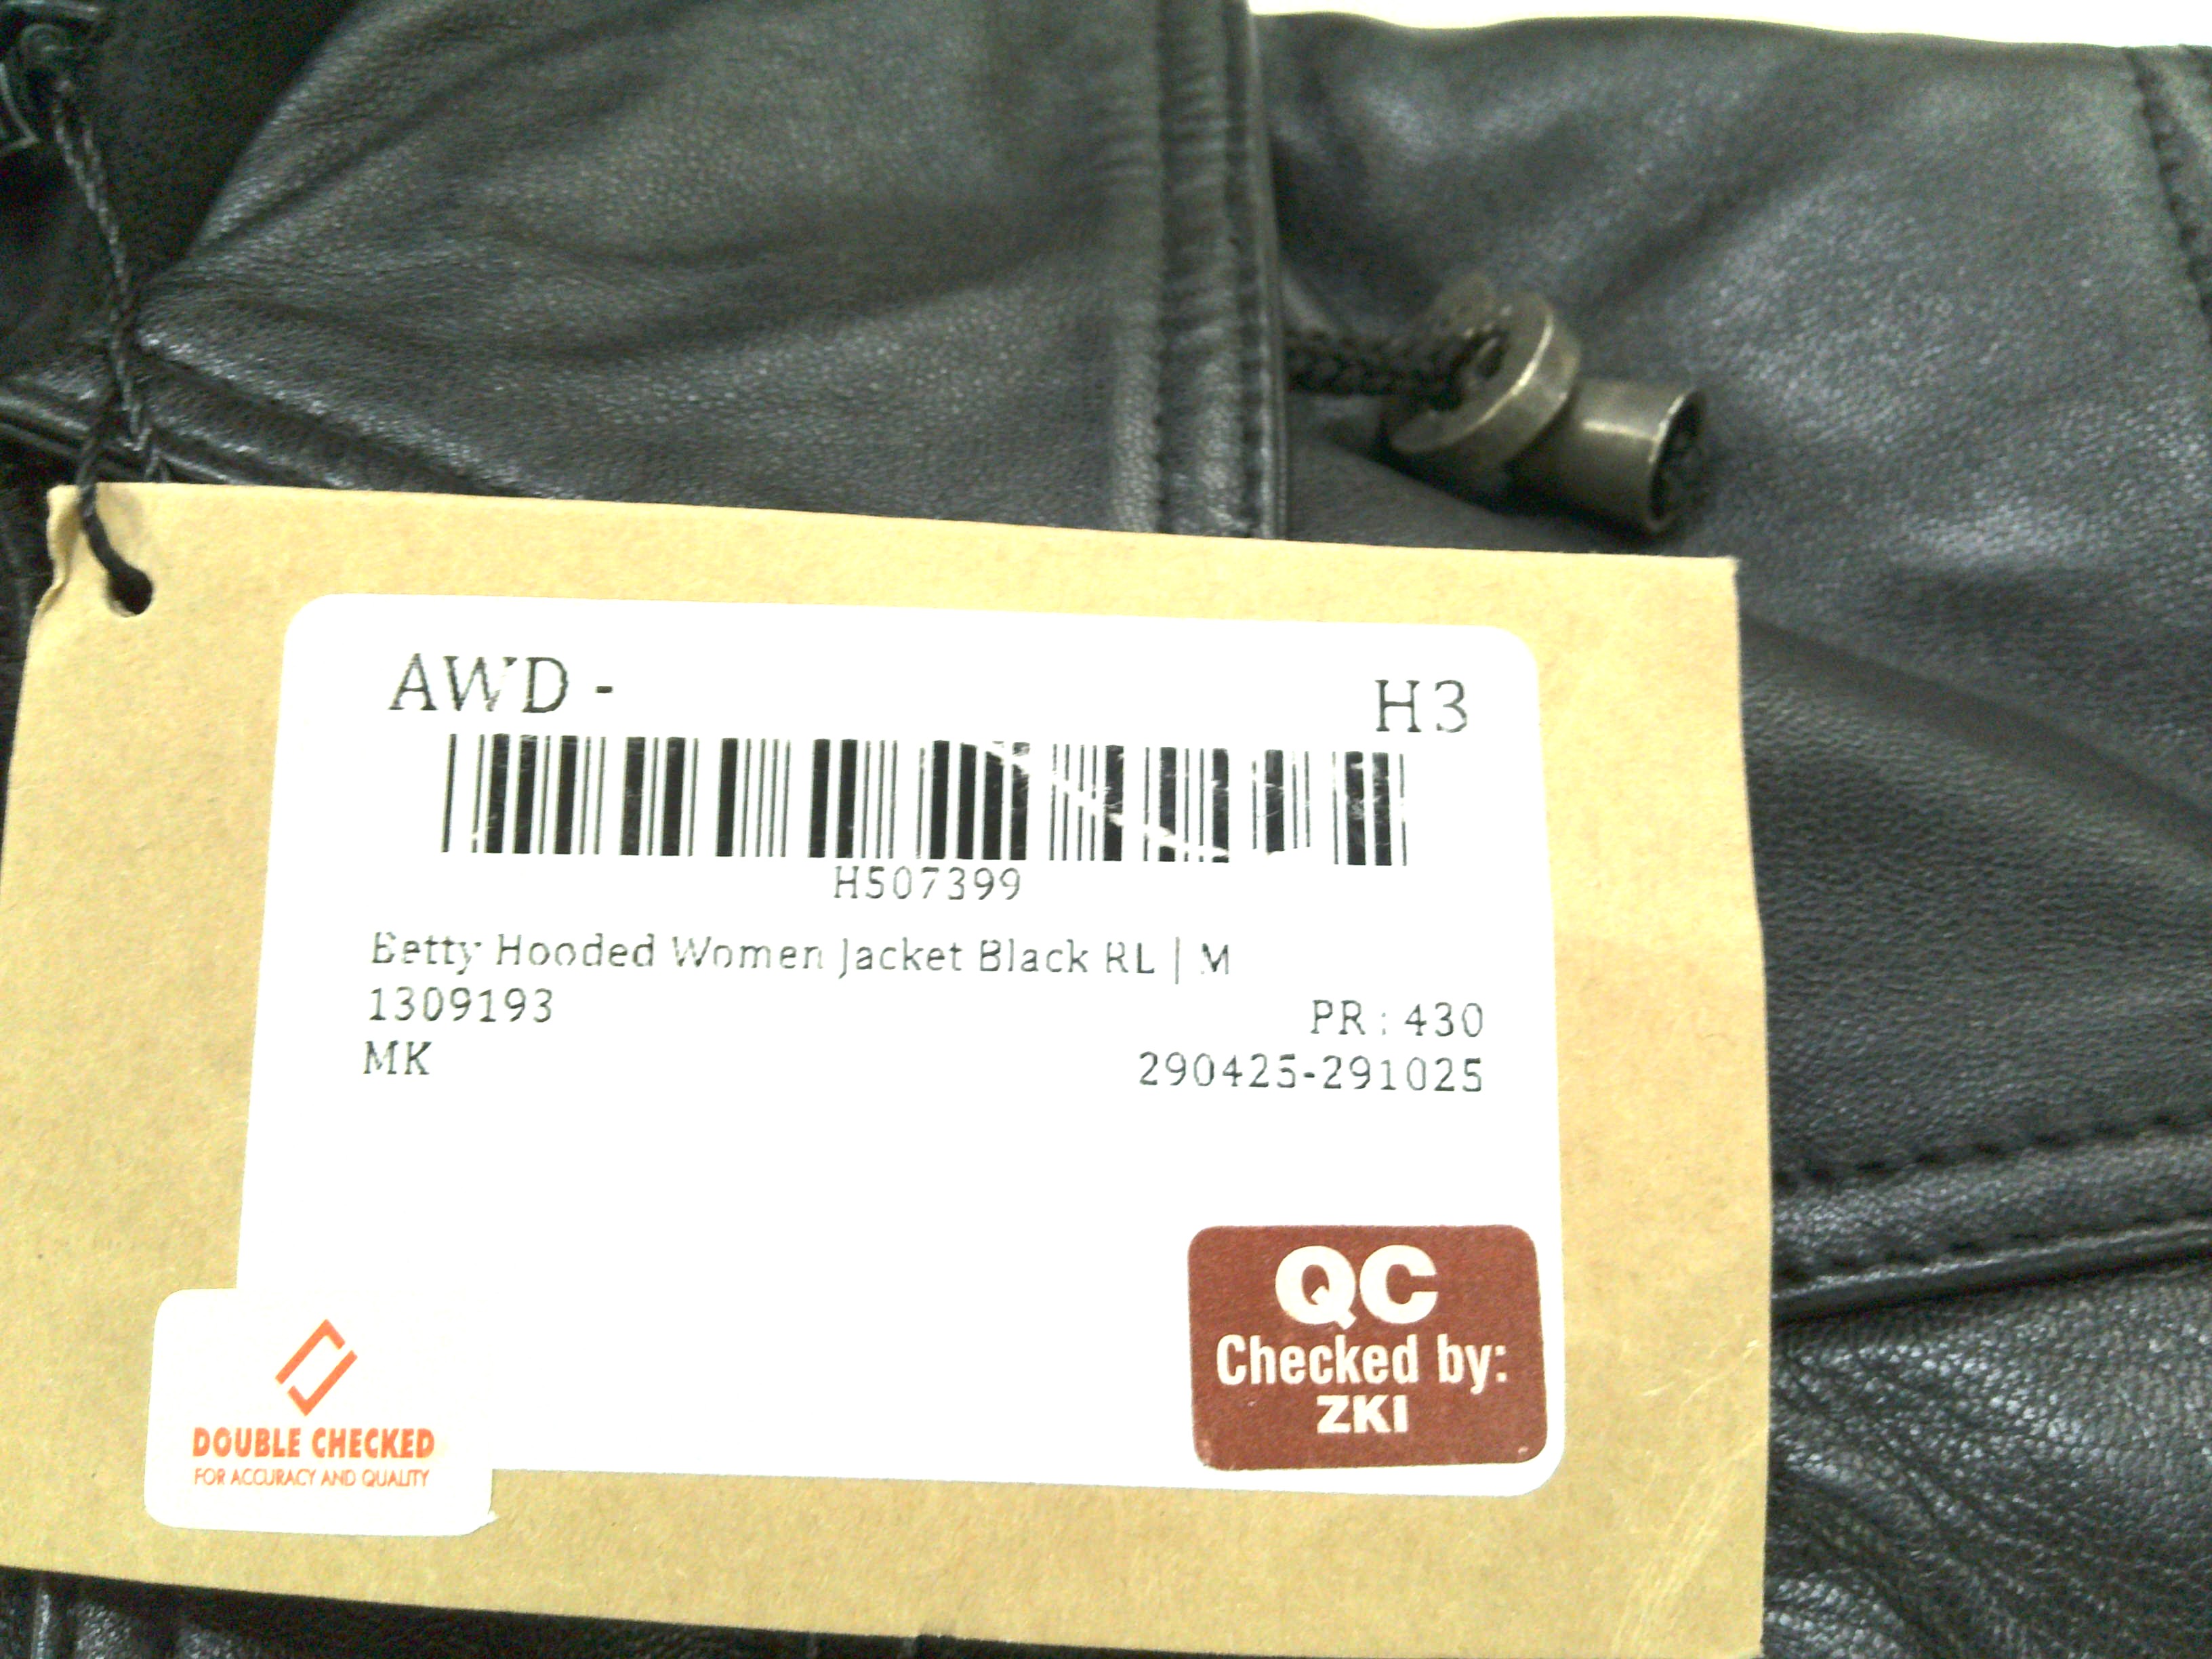 AWD - H3
H507399
Betty Hooded Women Jacket Black RL | M
1309193 PR : 430
MK 290425-291025
QC
Checked by:
ZKI
DOUBLE CHECKED
FOR ACCURACY AND QUALITY